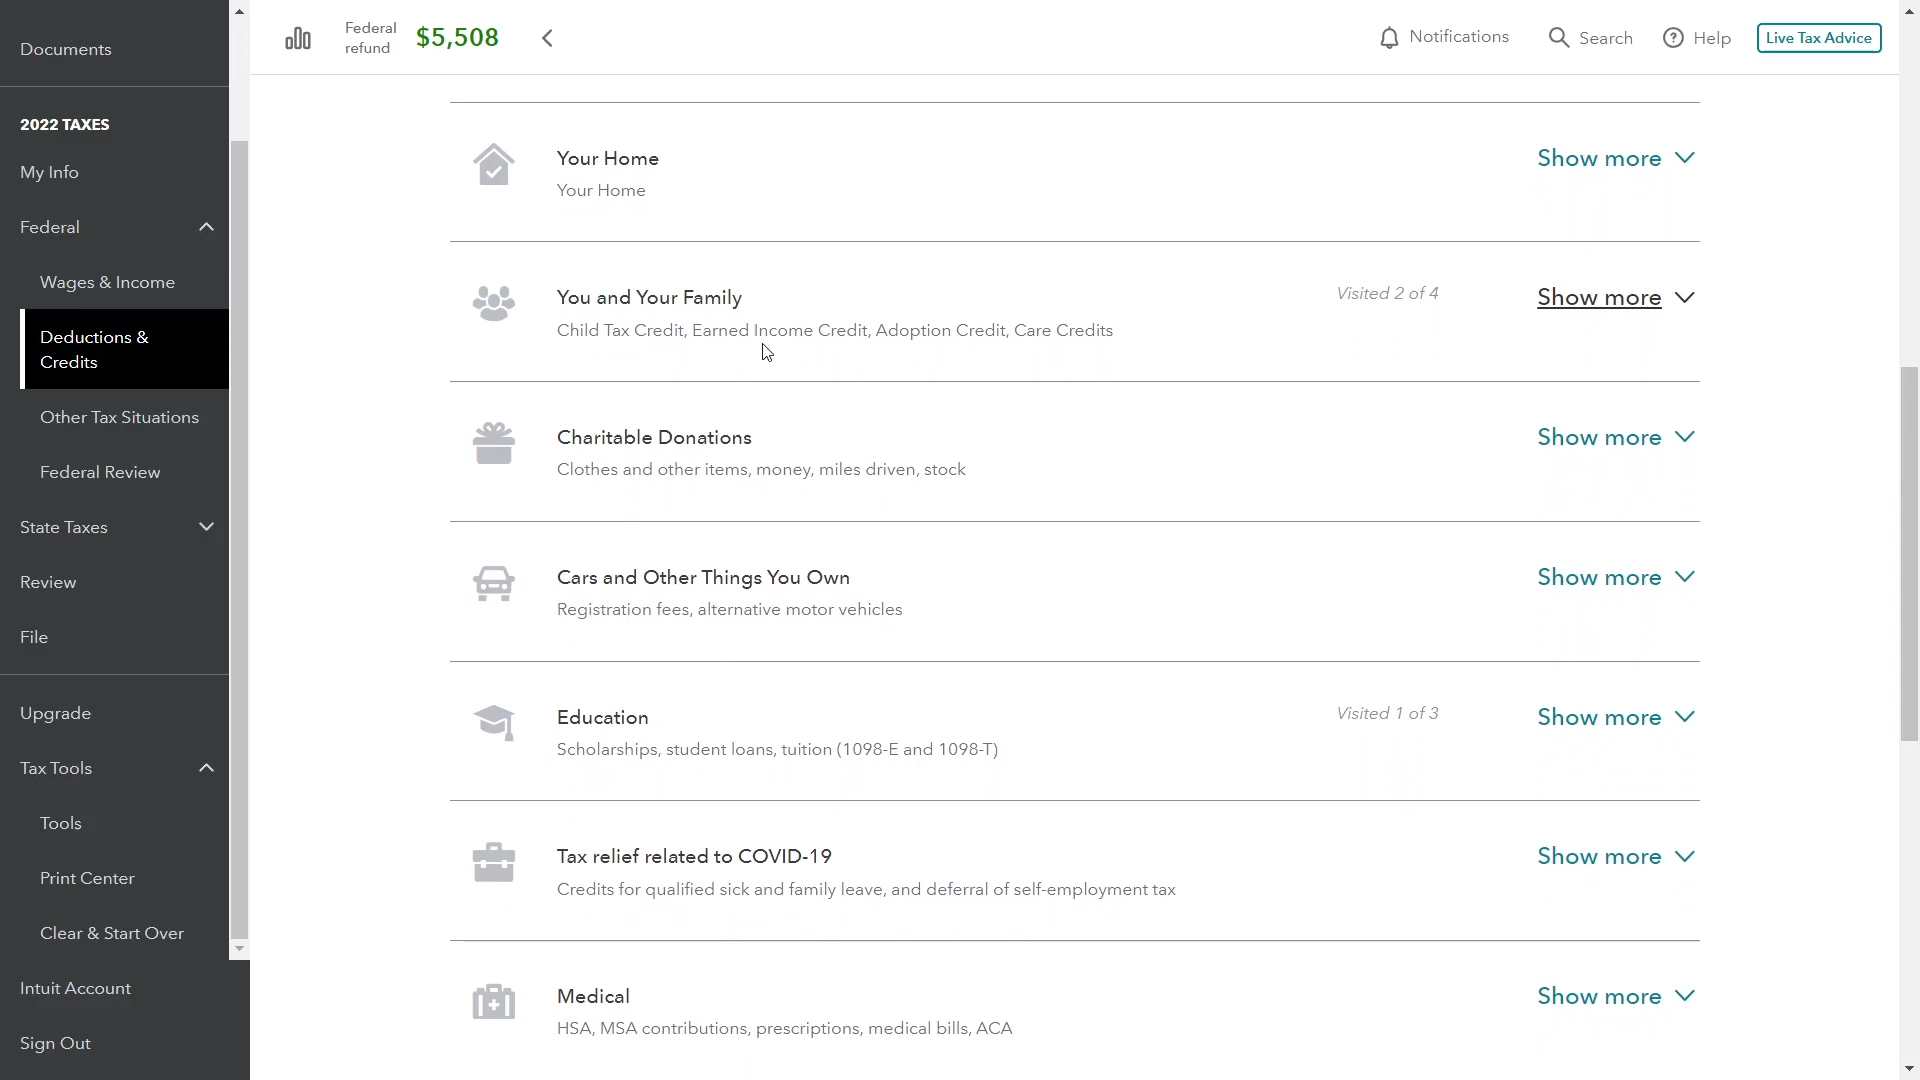 Documents
2022 TAXES
My Info
Federal
Wages & Income
Deductions &
Credits
Other Tax Situations
Federal Review
State Taxes
Review
File
Upgrade
Tax Tools
Tools
Print Center
Clear & Start Over
Intuit Account
Sign Out
Federal
refund
$5,508
Notifications
Search
Help
Live Tax Advice
Your Home
Your Home
Show more
You and Your Family
Child Tax Credit, Earned Income Credit, Adoption Credit, Care Credits
Visited 2 of 4
Show more
Charitable Donations
Clothes and other items, money, miles driven, stock
Show more
Cars and Other Things You Own
Registration fees, alternative motor vehicles
Show more
Education
Scholarships, student loans, tuition (1098-E and 1098-T)
Visited 1 of 3
Show more
Tax relief related to COVID-19
Credits for qualified sick and family leave, and deferral of self-employment tax
Show more
Medical
HSA, MSA contributions, prescriptions, medical bills, ACA
Show more